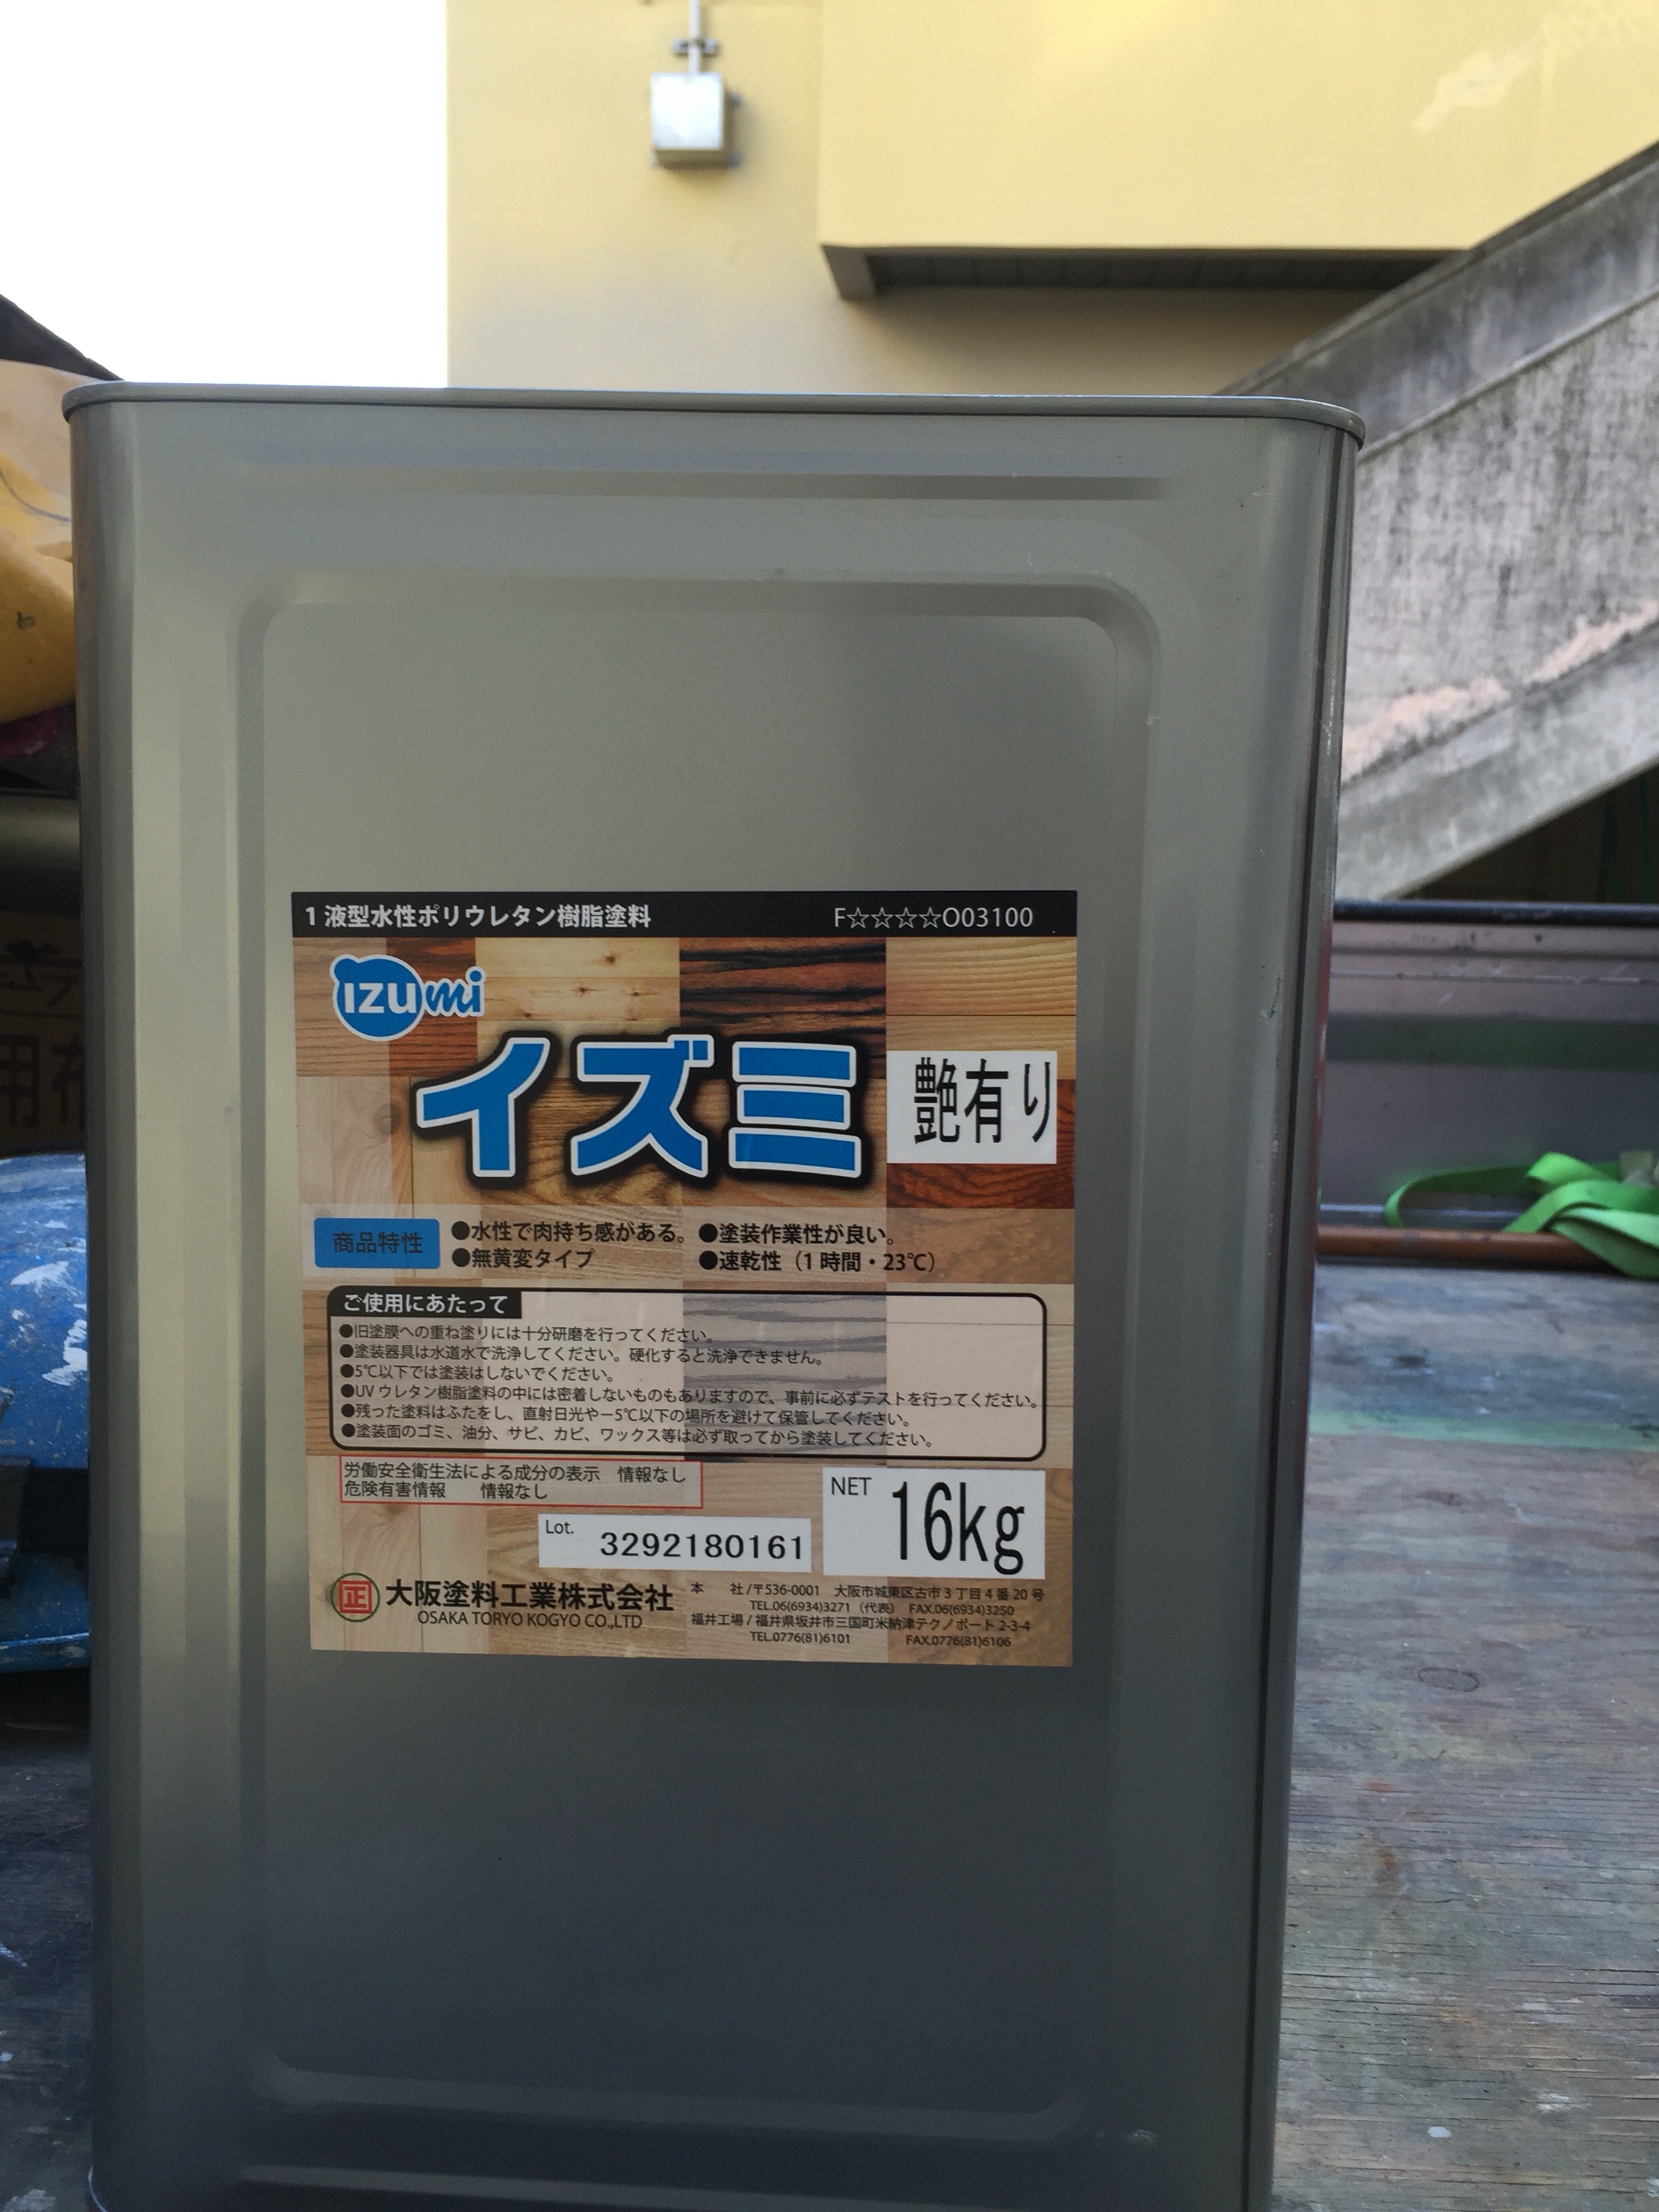 1液型水性ポリウレタン樹脂塗料 F☆☆☆☆O03100
izumi
イズミ 艶有り
商品特性 ●水性で肉持ち感がある。 ●塗装作業性が良い。
●無黄変タイプ ●速乾性（1時間・23℃）
ご使用にあたって
●旧塗膜への重ね塗りには十分研磨を行ってください。
●塗装器具は水道水で洗浄してください。硬化すると洗浄できません。
●5℃以下では塗装はしないでください。
●UVウレタン樹脂塗料の中には密着しないものもありますので、事前に必ずテストを行ってください。
●残った塗料はふたをし、直射日光や－5℃以下の場所を避けて保管してください。
●塗装面のゴミ、油分、サビ、カビ、ワックス等は必ず取ってから塗装してください。
労働安全衛生法による成分の表示 情報なし
危険有害情報 情報なし
NET 16kg
Lot. 3292180161
正 大阪塗料工業株式会社
OSAKA TORYO KOGYO CO.,LTD
本 社/〒536-0001 大阪市城東区古市3丁目4番20号
TEL.06(6934)3271（代表） FAX.06(6934)3250
福井工場/福井県坂井市三国町米納津テクノポート2-3-4
TEL.0776(81)6101 FAX.0776(81)6106